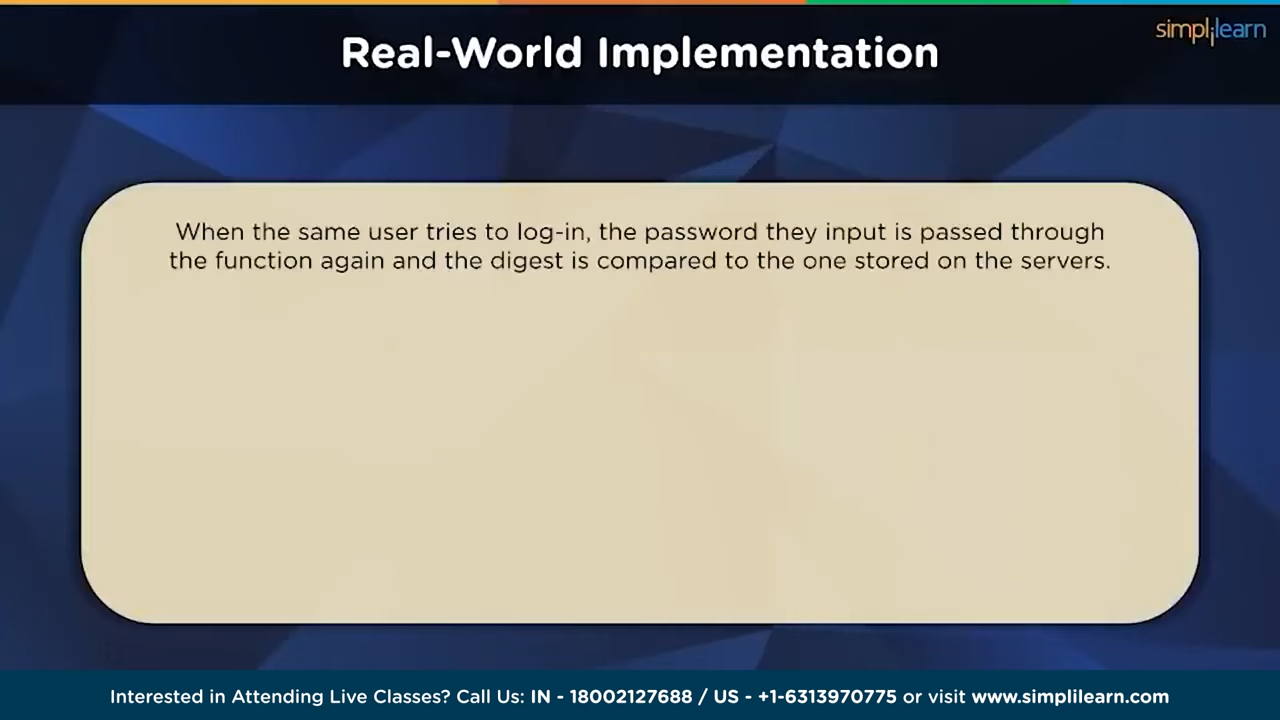 Real-World Implementation
simplilearn
When the same user tries to log-in, the password they input is passed through
the function again and the digest is compared to the one stored on the servers.
Interested in Attending Live Classes? Call Us: IN - 18002127688 / US - +1-6313970775 or visit www.simplilearn.com